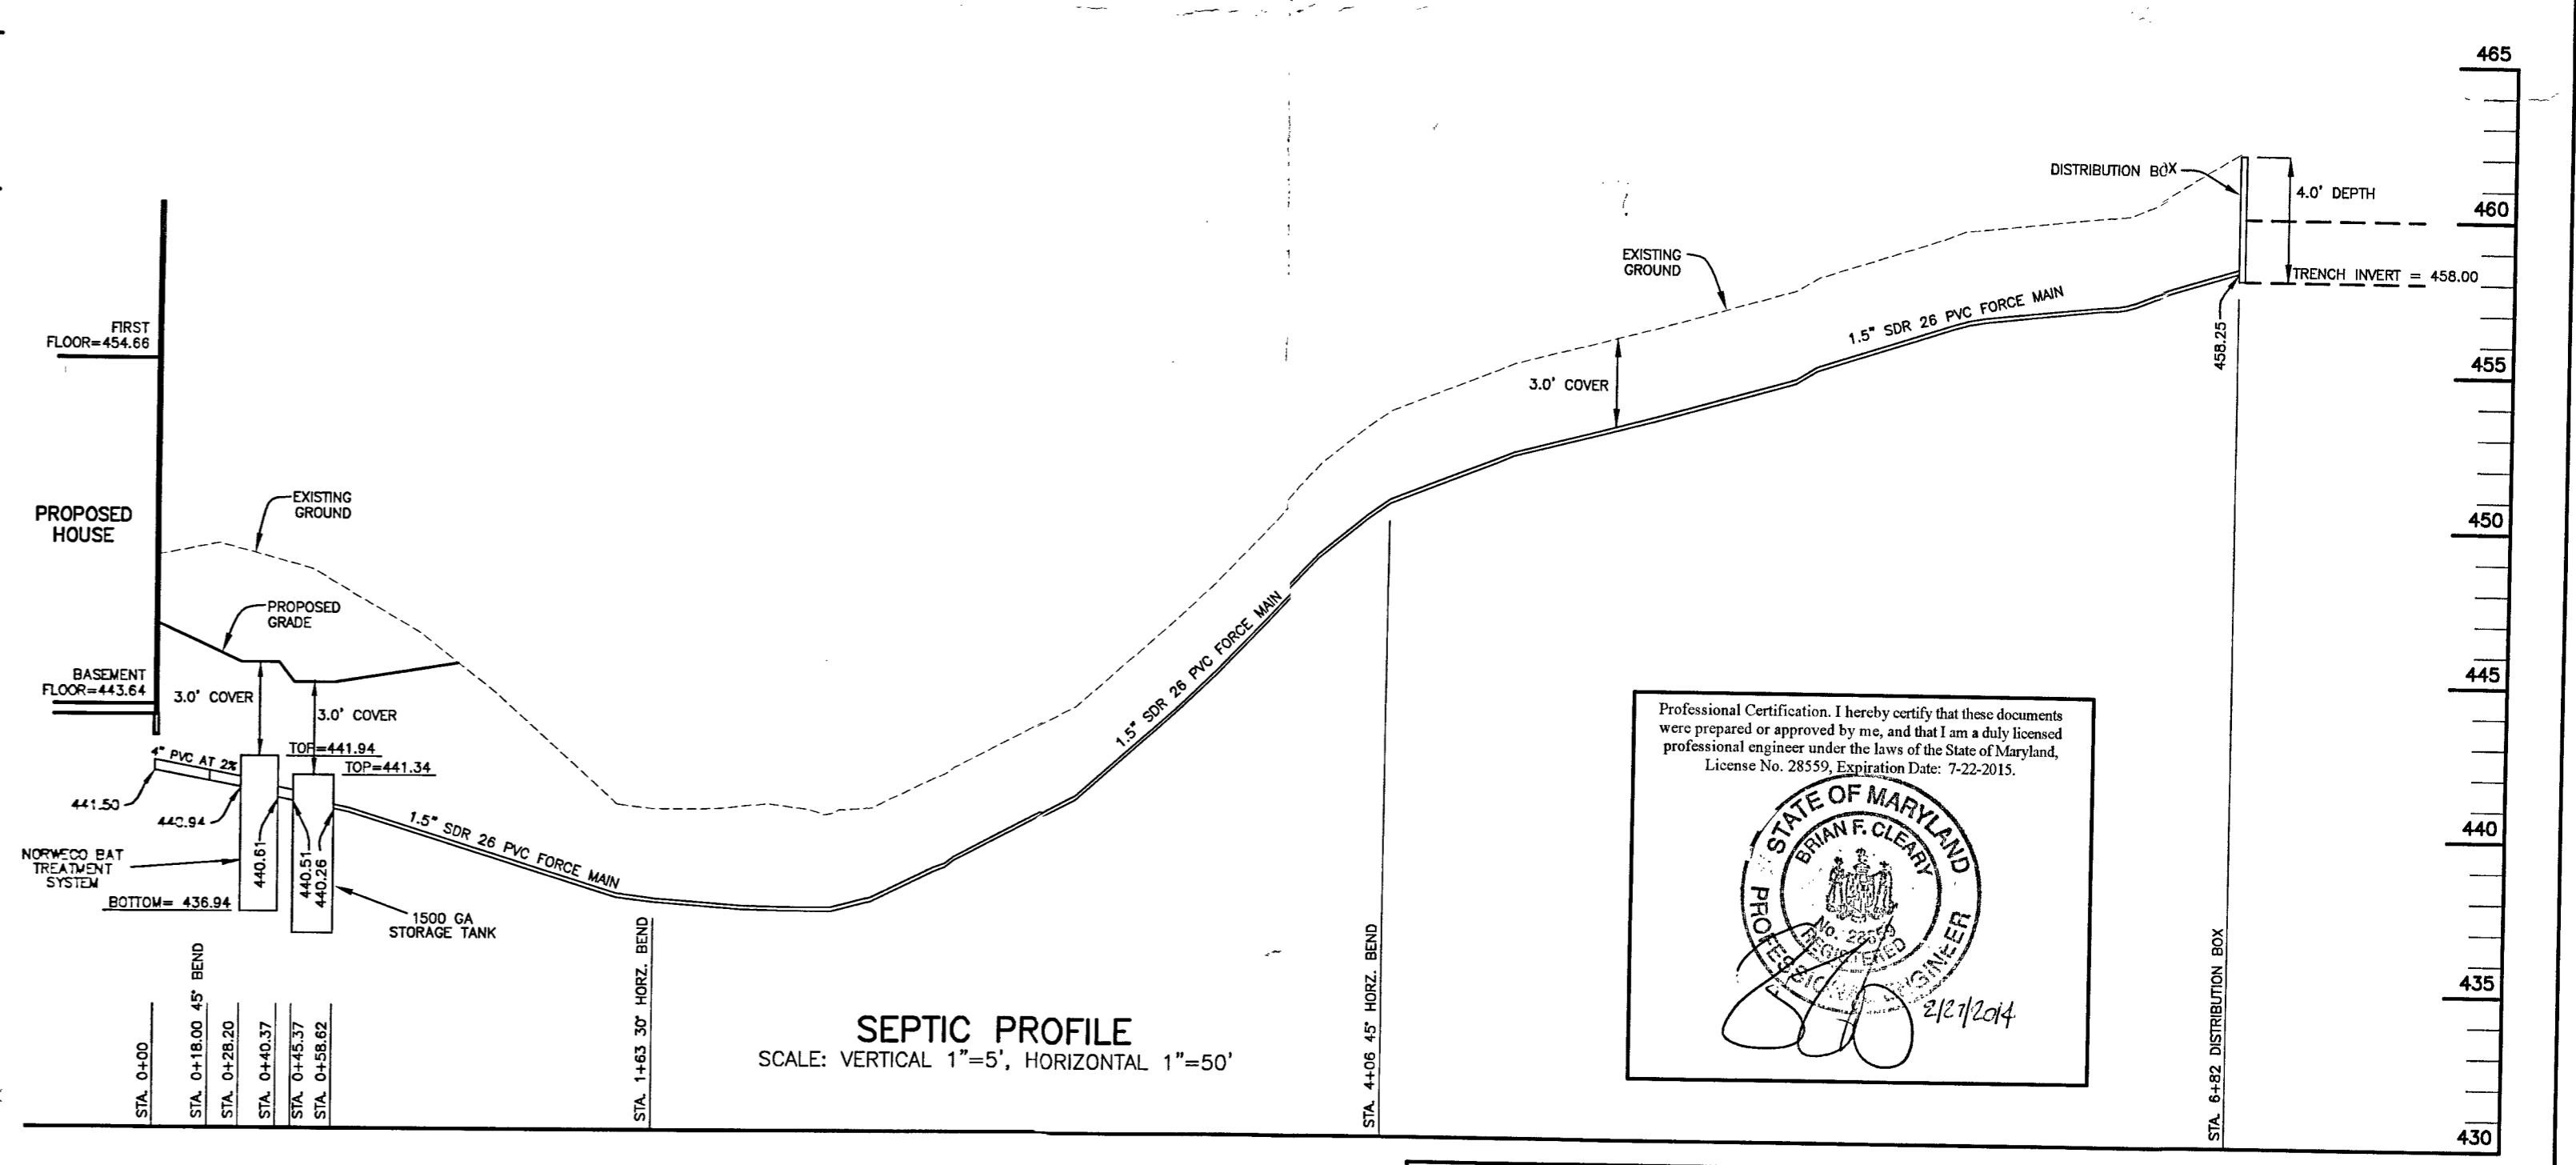 465
DISTRIBUTION BOX
4.0' DEPTH
460
EXISTING
GROUND
TRENCH INVERT = 458.00
1.5" SDR 26 PVC FORCE MAIN
458.25
FIRST
FLOOR=454.66
455
3.0' COVER
EXISTING
GROUND
PROPOSED
HOUSE
450
PROPOSED
GRADE
1.5" SDR 26 PVC FORCE MAIN
BASEMENT
FLOOR=443.64
3.0' COVER
3.0' COVER
445
TOP=441.94
TOP=441.34
4" PVC AT 2%
441.50
440.94
1.5" SDR 26 PVC FORCE MAIN
440
NORWECO BAT
TREATMENT
SYSTEM
440.61
440.51
440.26
BOTTOM= 436.94
1500 GA
STORAGE TANK
Professional Certification. I hereby certify that these documents
were prepared or approved by me, and that I am a duly licensed
professional engineer under the laws of the State of Maryland,
License No. 28559, Expiration Date: 7-22-2015.
STATE OF MARYLAND
BRIAN F. CLEARY
No. 28559
REGISTERED
PROFESSIONAL ENGINEER
2/27/2014
435
STA. 0+00
STA. 0+18.00 45° BEND
STA. 0+28.20
STA. 0+40.37
STA. 0+45.37
STA. 0+58.62
STA. 1+63 30° HORZ. BEND
STA. 4+06 45° HORZ. BEND
STA. 6+82 DISTRIBUTION BOX
SEPTIC PROFILE
SCALE: VERTICAL 1"=5', HORIZONTAL 1"=50'
430